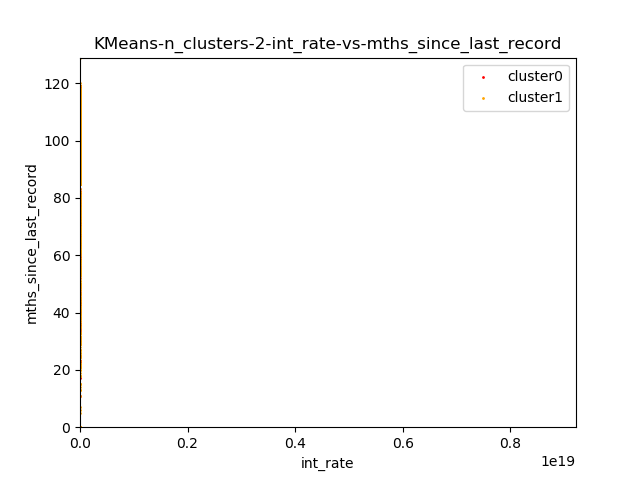 KMeans-n_clusters-2-int_rate-vs-mths_since_last_record
cluster0
cluster1
120
100
80
60
40
20
0
mths_since_last_record
0.0 0.2 0.4 0.6 0.8
1e19
int_rate